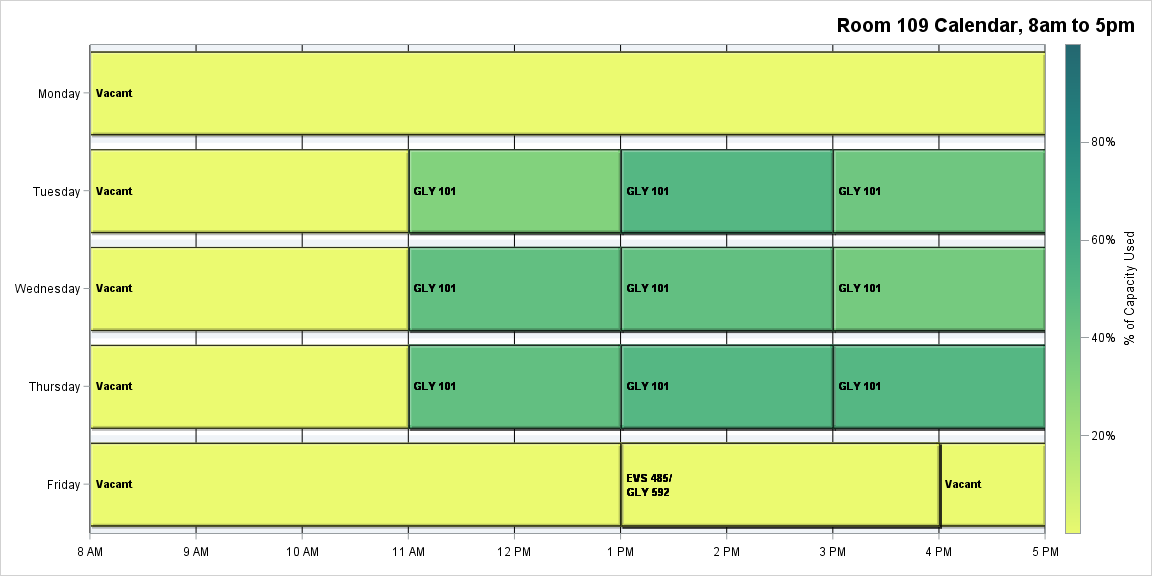 Room 109 Calendar, 8am to 5pm
Monday
Vacant
Tuesday
Vacant
GLY 101
GLY 101
GLY 101
Wednesday
Vacant
GLY 101
GLY 101
GLY 101
Thursday
Vacant
GLY 101
GLY 101
GLY 101
Friday
Vacant
EVS 485/
GLY 592
Vacant
8 AM
9 AM
10 AM
11 AM
12 PM
1 PM
2 PM
3 PM
4 PM
5 PM
80%
60%
40%
20%
% of Capacity Used